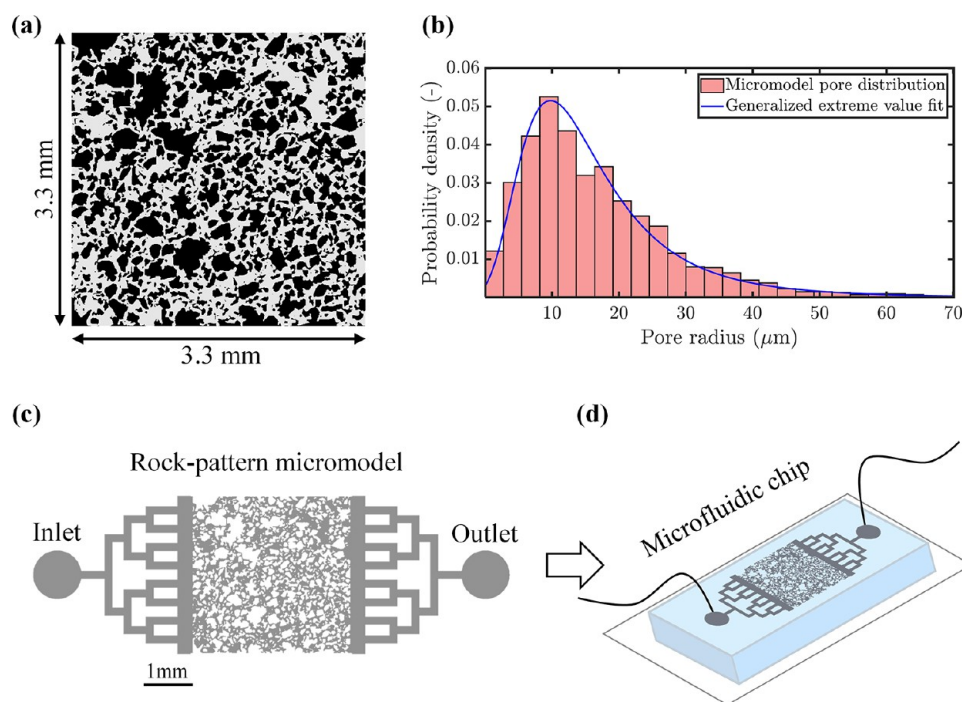 (a)
3.3 mm
3.3 mm
(b)
Probability density (-)
0.06
0.05
0.04
0.03
0.02
0.01
10
20
30
40
50
60
70
Pore radius (μm)
Micromodel pore distribution
Generalized extreme value fit
(c)
Rock-pattern micromodel
Inlet
Outlet
1mm
(d)
Microfluidic chip